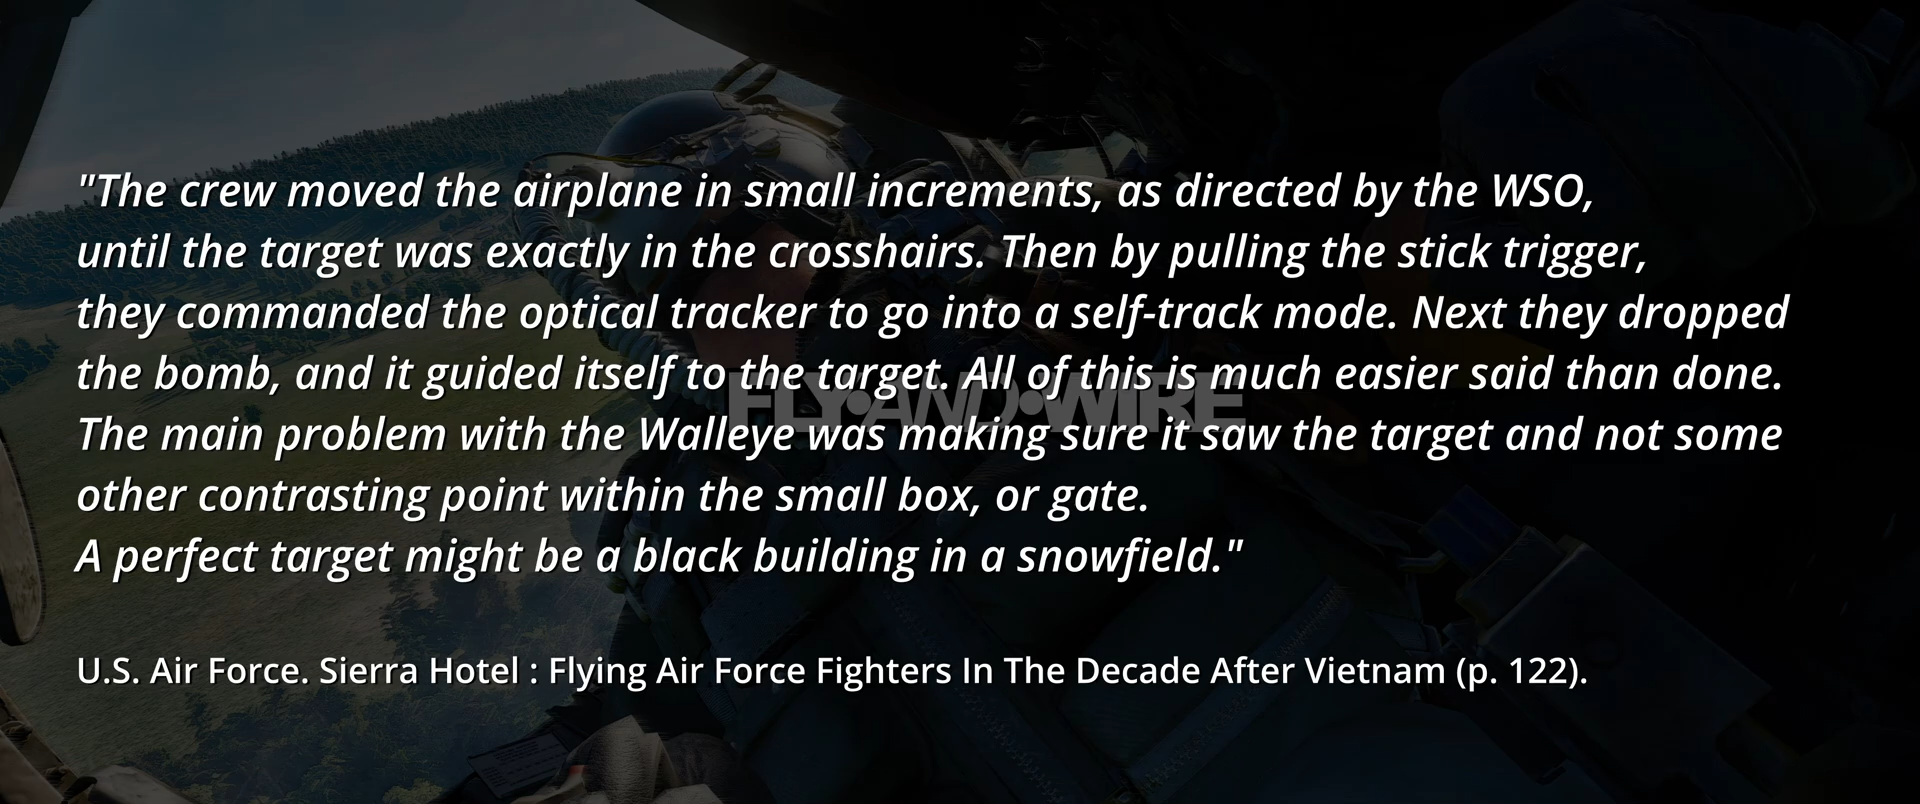 "The crew moved the airplane in small increments, as directed by the WSO,
until the target was exactly in the crosshairs. Then by pulling the stick trigger,
they commanded the optical tracker to go into a self-track mode. Next they dropped
the bomb, and it guided itself to the target. All of this is much easier said than done.
FLY•AND•WIRE
The main problem with the Walleye was making sure it saw the target and not some
other contrasting point within the small box, or gate.
A perfect target might be a black building in a snowfield."
U.S. Air Force. Sierra Hotel : Flying Air Force Fighters In The Decade After Vietnam (p. 122).